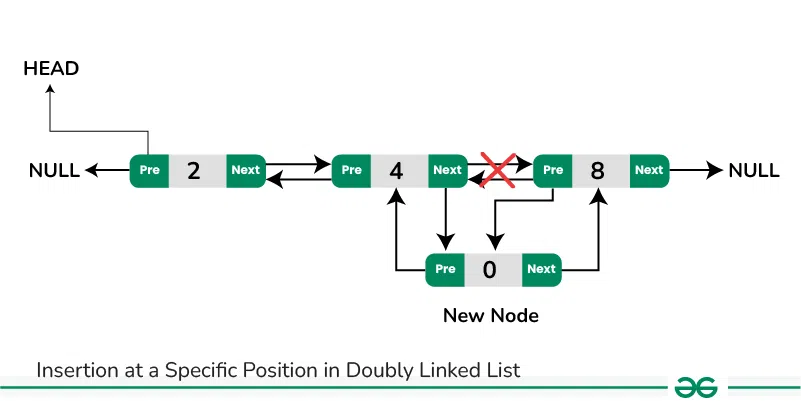 HEAD
NULL Pre 2 Next Pre 4 Next Pre 8 Next NULL
Pre 0 Next
New Node
Insertion at a Specific Position in Doubly Linked List